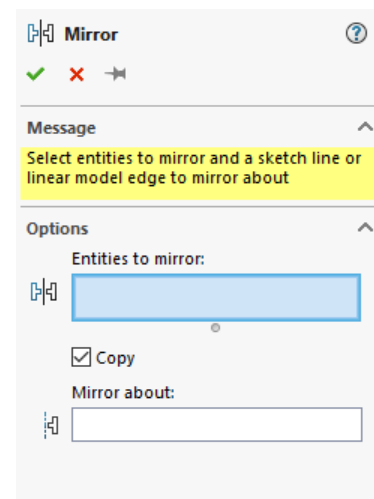 Mirror
Message
Select entities to mirror and a sketch line or
linear model edge to mirror about
Options
Entities to mirror:
Copy
Mirror about: